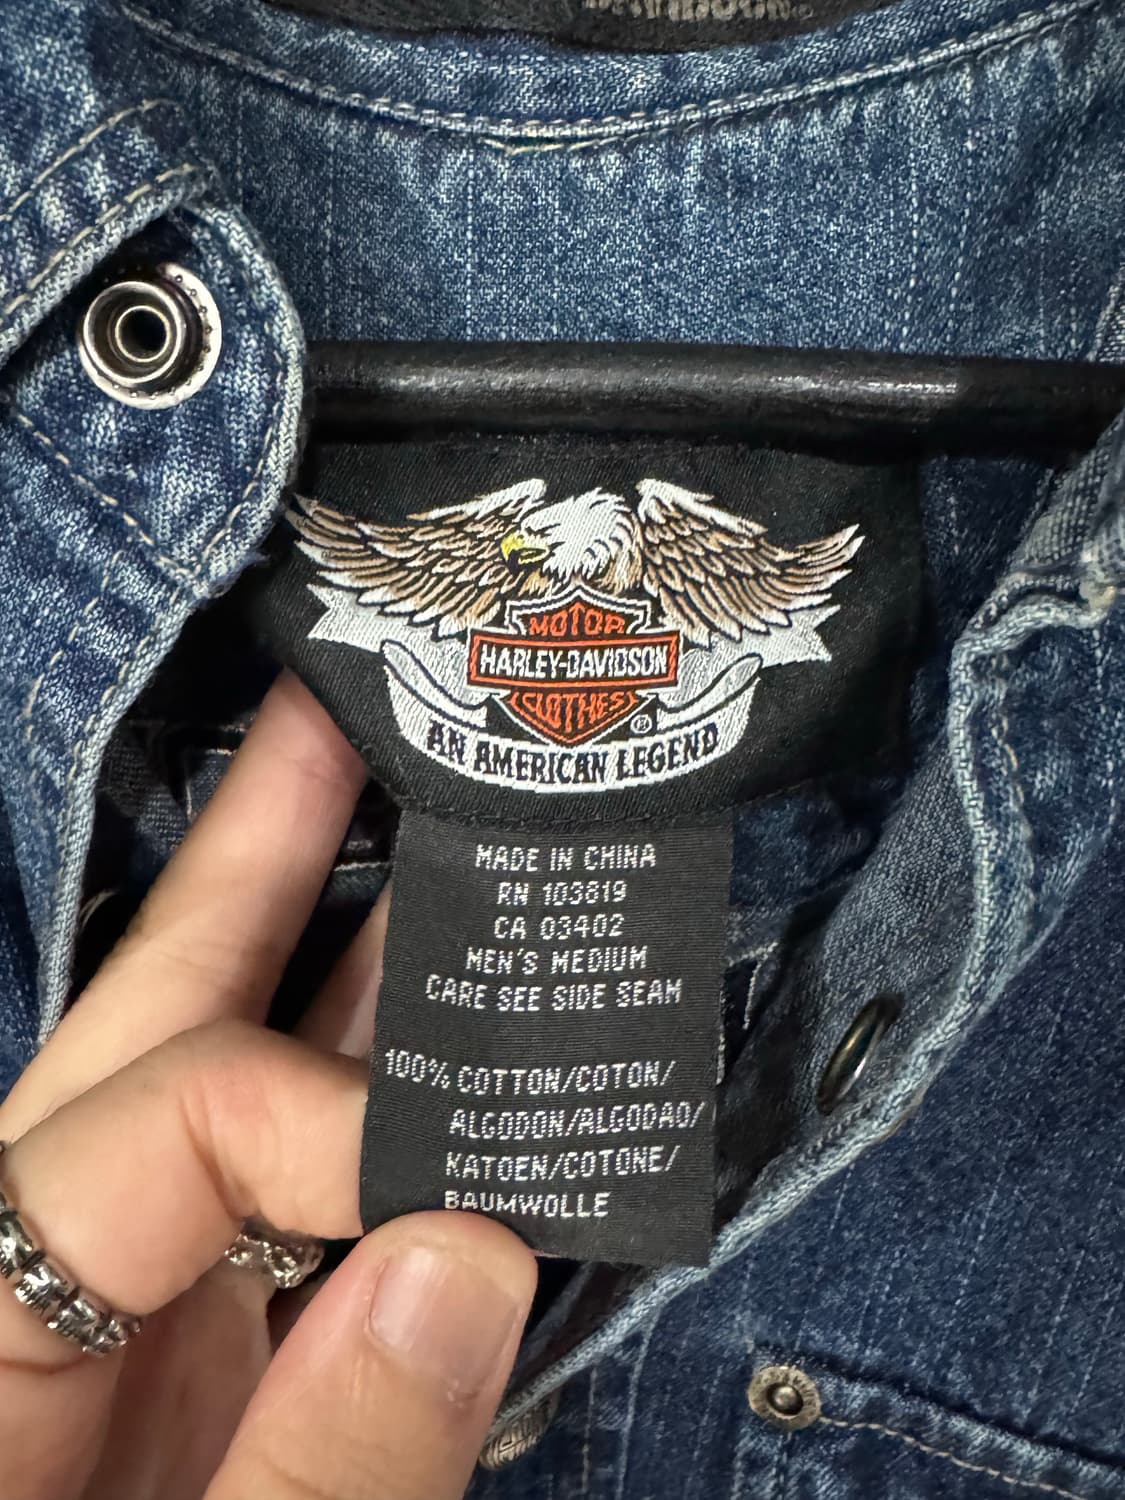 MOTOR
HARLEY-DAVIDSON
CLOTHES
®
AN AMERICAN LEGEND
MADE IN CHINA
RN 103819
CA 03402
MEN'S MEDIUM
CARE SEE SIDE SEAM
100% COTTON/COTON/
ALGODON/ALGODAO/
KATOEN/COTONE/
BAUMWOLLE